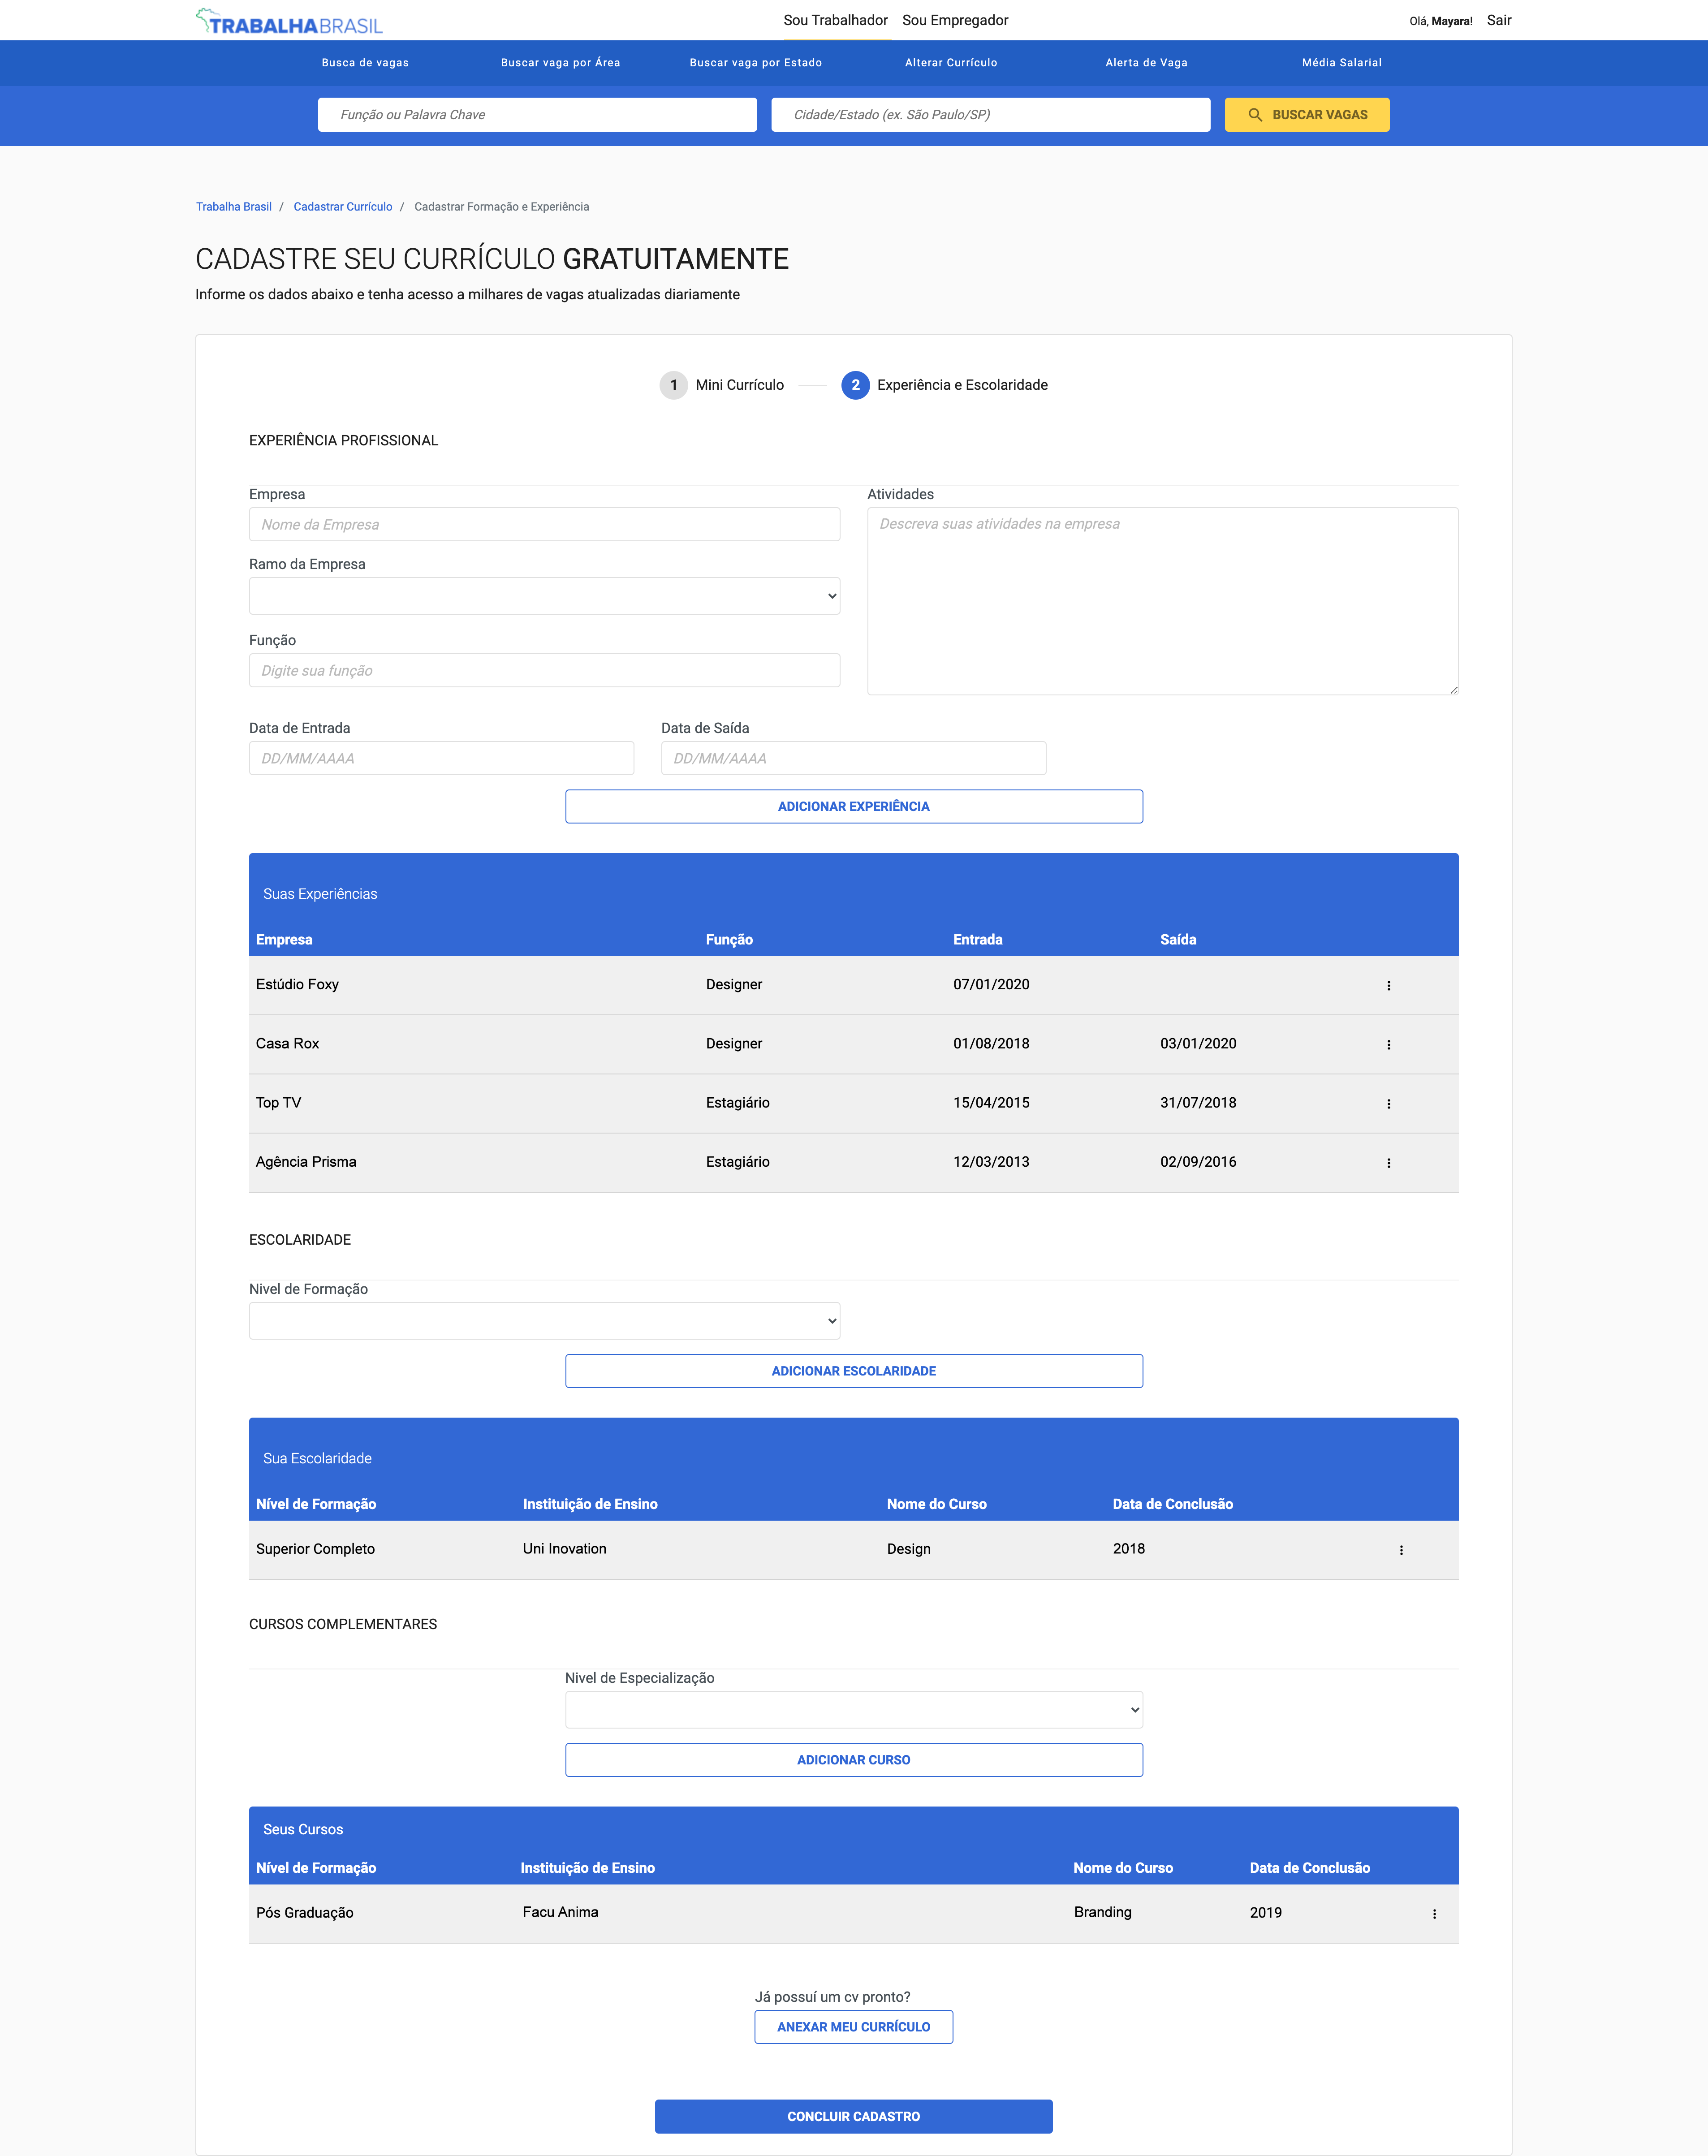 TRABALHABRASIL
Sou Trabalhador Sou Empregador
Olá, Mayara! Sair
Busca de vagas Buscar vaga por Área Buscar vaga por Estado Alterar Currículo Alerta de Vaga Média Salarial
Função ou Palavra Chave Cidade/Estado (ex. São Paulo/SP) BUSCAR VAGAS
Trabalha Brasil / Cadastrar Currículo / Cadastrar Formação e Experiência
CADASTRE SEU CURRÍCULO GRATUITAMENTE
Informe os dados abaixo e tenha acesso a milhares de vagas atualizadas diariamente
1 Mini Currículo 2 Experiência e Escolaridade
EXPERIÊNCIA PROFISSIONAL
Empresa
Nome da Empresa
Ramo da Empresa
Função
Digite sua função
Atividades
Descreva suas atividades na empresa
Data de Entrada Data de Saída
DD/MM/AAAA DD/MM/AAAA
ADICIONAR EXPERIÊNCIA
Suas Experiências
Empresa Função Entrada Saída
Estúdio Foxy Designer 07/01/2020
Casa Rox Designer 01/08/2018 03/01/2020
Top TV Estagiário 15/04/2015 31/07/2018
Agência Prisma Estagiário 12/03/2013 02/09/2016
ESCOLARIDADE
Nivel de Formação
ADICIONAR ESCOLARIDADE
Sua Escolaridade
Nível de Formação Instituição de Ensino Nome do Curso Data de Conclusão
Superior Completo Uni Inovation Design 2018
CURSOS COMPLEMENTARES
Nivel de Especialização
ADICIONAR CURSO
Seus Cursos
Nível de Formação Instituição de Ensino Nome do Curso Data de Conclusão
Pós Graduação Facu Anima Branding 2019
Já possuí um cv pronto?
ANEXAR MEU CURRÍCULO
CONCLUIR CADASTRO